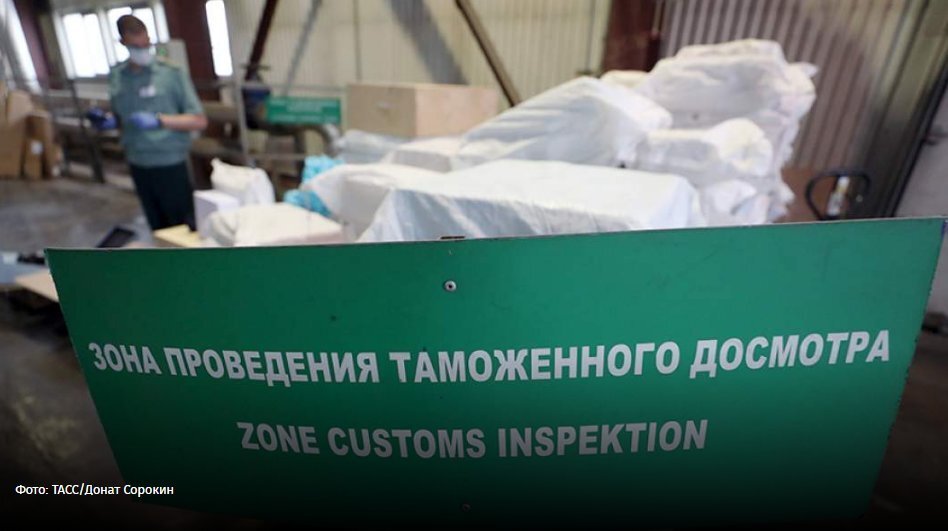 ЗОНА ПРОВЕДЕНИЯ ТАМОЖЕННОГО ДОСМОТРА
ZONE CUSTOMS INSPEKTION
Фото: ТАСС/Донат Сорокин